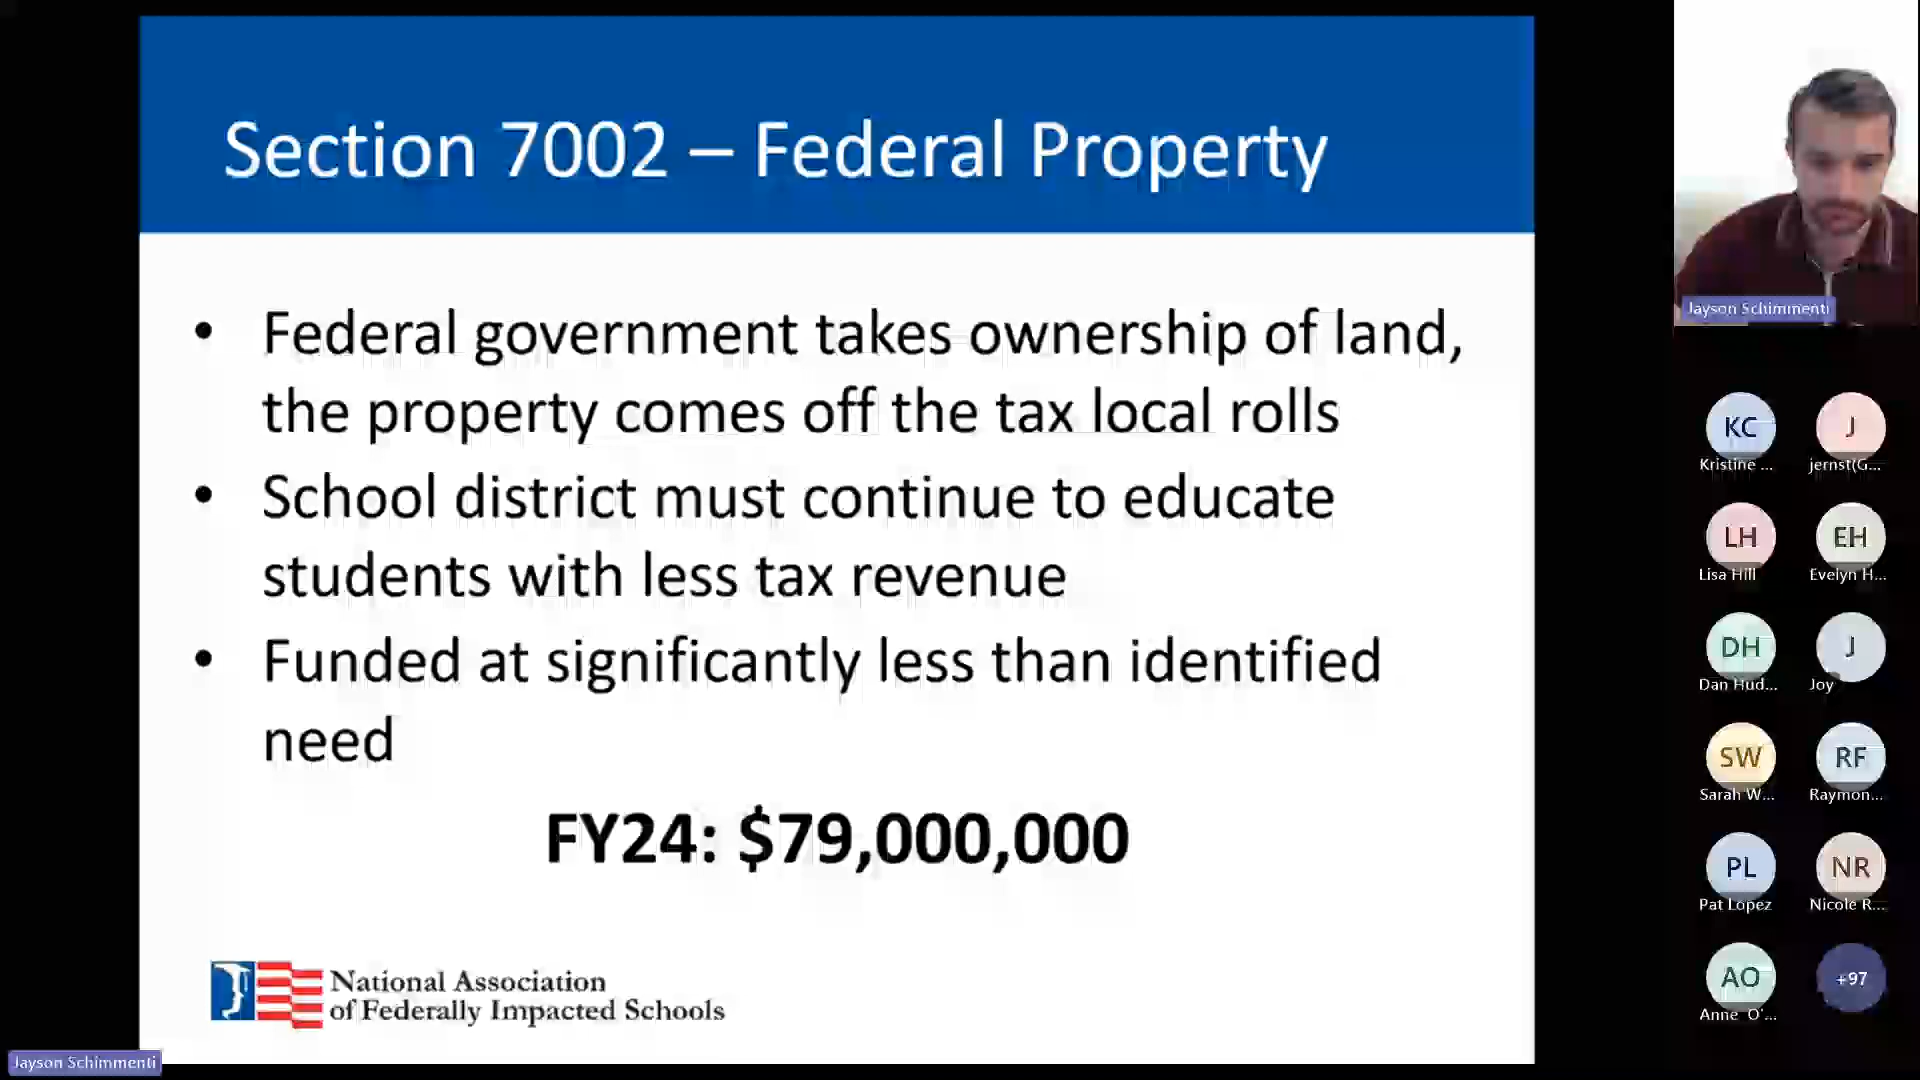 Section 7002 – Federal Property
• Federal government takes ownership of land,
the property comes off the tax local rolls
• School district must continue to educate
students with less tax revenue
• Funded at significantly less than identified
need
FY24: $79,000,000
National Association
of Federally Impacted Schools
Jayson Schimmenti
Jayson Schimmenti
KC
J
Kristine ...
jernst(G...
LH
EH
Lisa Hill
Evelyn H...
DH
J
Dan Hud...
Joy
SW
RF
Sarah W...
Raymon...
PL
NR
Pat Lopez
Nicole R...
AO
+97
Anne O'...